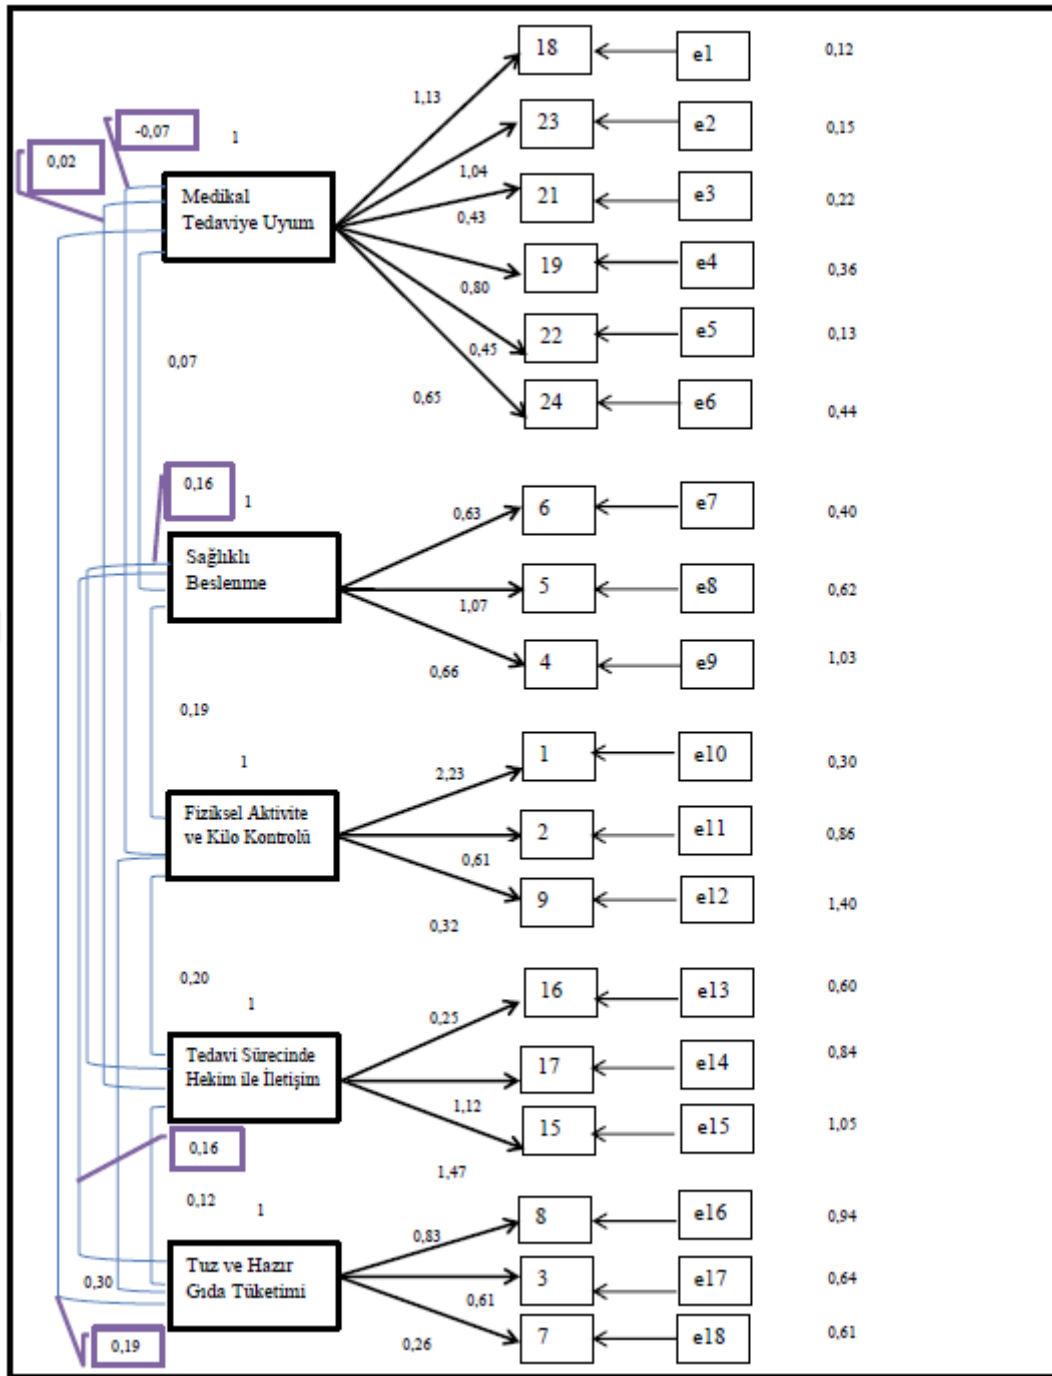 18
e1
0,12
1,13
-0,07
1
23
e2
0,15
0,02
1,04
Medikal
Tedaviye Uyum
21
e3
0,22
0,43
19
e4
0,36
0,80
22
e5
0,13
0,45
0,07
0,65
24
e6
0,44
0,16
1
0,63
6
e7
0,40
Sağlıklı
Beslenme
5
e8
0,62
1,07
4
e9
1,03
0,66
0,19
1
1
e10
0,30
2,23
Fiziksel Aktivite
ve Kilo Kontrolü
2
e11
0,86
0,61
9
e12
1,40
0,32
0,20
1
16
e13
0,60
0,25
Tedavi Sürecinde
Hekim ile İletişim
17
e14
0,84
1,12
15
e15
1,05
0,16
1,47
0,12
1
8
e16
0,94
0,83
Tuz ve Hazır
Gıda Tüketimi
3
e17
0,64
0,30
0,61
7
e18
0,61
0,19
0,26